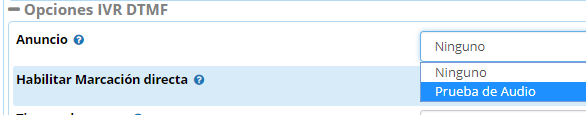 Opciones IVR DTMF
Anuncio
Ninguno
Ninguno
Habilitar Marcación directa
Prueba de Audio